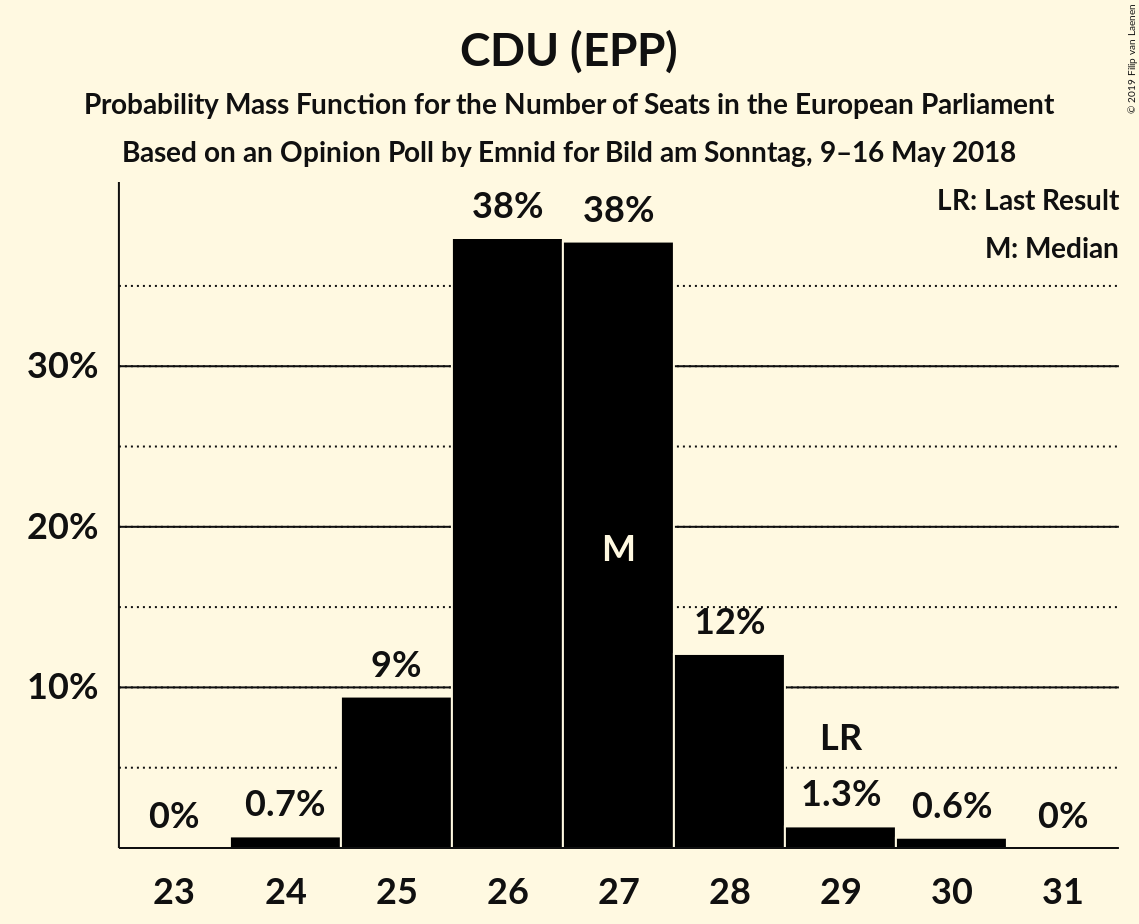 CDU (EPP)
Probability Mass Function for the Number of Seats in the European Parliament
Based on an Opinion Poll by Emnid for Bild am Sonntag, 9–16 May 2018
© 2019 Filip van Laenen
LR: Last Result
M: Median
38%
38%
30%
20%
M
12%
9%
10%
LR
0%
0.7%
1.3%
0.6%
0%
23
24
25
26
27
28
29
30
31